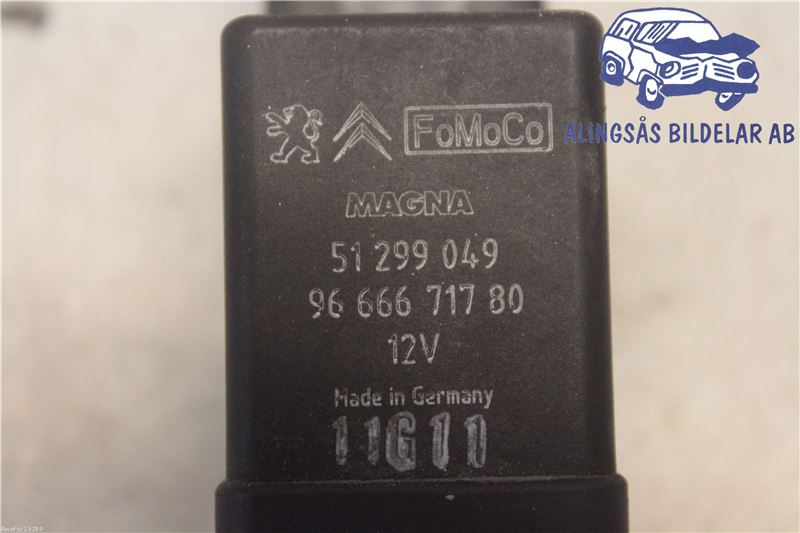 FoMoCo
ALINGSÅS BILDELAR AB
MAGNA
51 299 049
96 666 717 80
12V
Made in Germany
11G11